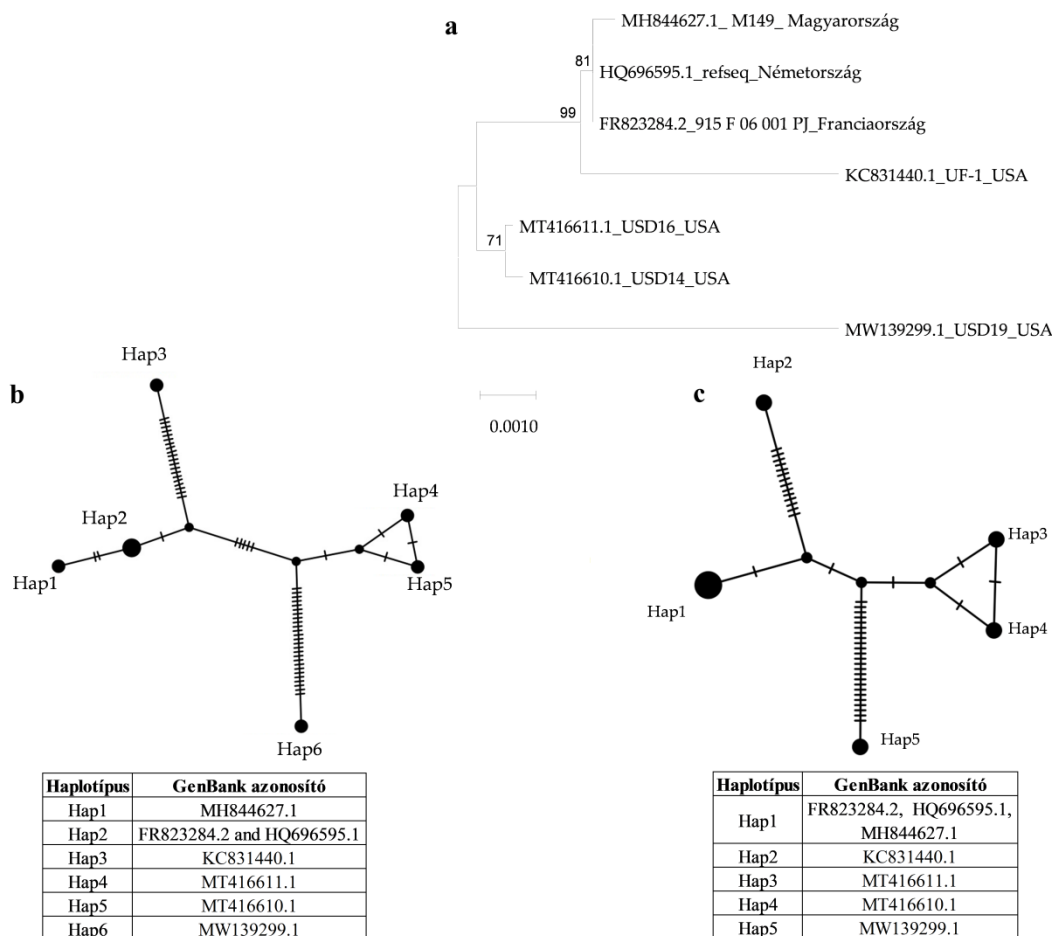 a
MH844627.1_ M149_ Magyarország
81
HQ696595.1_refseq_Németország
99
FR823284.2_915 F 06 001 PJ_Franciaország
KC831440.1_UF-1_USA
MT416611.1_USD16_USA
71
MT416610.1_USD14_USA
MW139299.1_USD19_USA
0.0010
b
Hap3
Hap2
Hap1
Hap4
Hap5
Hap6
Haplotípus GenBank azonosító
Hap1 MH844627.1
Hap2 FR823284.2 and HQ696595.1
Hap3 KC831440.1
Hap4 MT416611.1
Hap5 MT416610.1
Hap6 MW139299.1
c
Hap2
Hap1
Hap3
Hap4
Hap5
Haplotípus GenBank azonosító
Hap1 FR823284.2, HQ696595.1,
MH844627.1
Hap2 KC831440.1
Hap3 MT416611.1
Hap4 MT416610.1
Hap5 MW139299.1